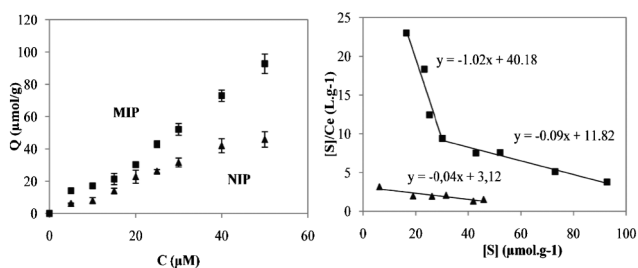 120
100
80
60
40
20
0
Q (µmol/g)
MIP
NIP
0 20 40 60
C (µM)
25
20
15
10
5
0
[S]/Ce (L.g-1)
y = -1.02x + 40.18
y = -0.09x + 11.82
y = -0,04x + 3,12
0 20 40 60 80 100
[S] (µmol.g-1)